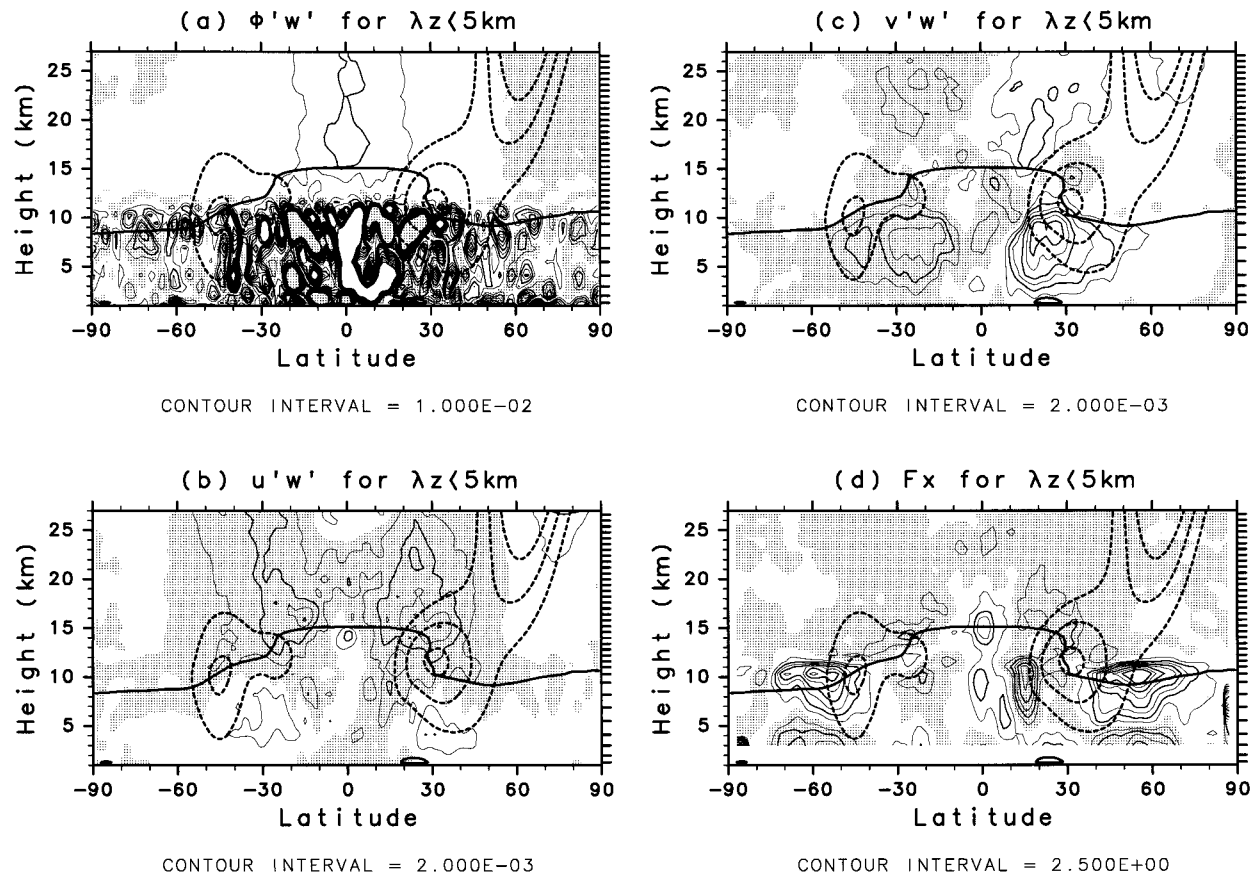 (a) Φ'w' for λz<5km
Height (km)
25
20
15
10
5
−90 −60 −30 0 30 60 90
Latitude
CONTOUR INTERVAL = 1.000E−02
(c) v'w' for λz<5km
Height (km)
25
20
15
10
5
−90 −60 −30 0 30 60 90
Latitude
CONTOUR INTERVAL = 2.000E−03
(b) u'w' for λz<5km
Height (km)
25
20
15
10
5
−90 −60 −30 0 30 60 90
Latitude
CONTOUR INTERVAL = 2.000E−03
(d) Fx for λz<5km
Height (km)
25
20
15
10
5
−90 −60 −30 0 30 60 90
Latitude
CONTOUR INTERVAL = 2.500E+00